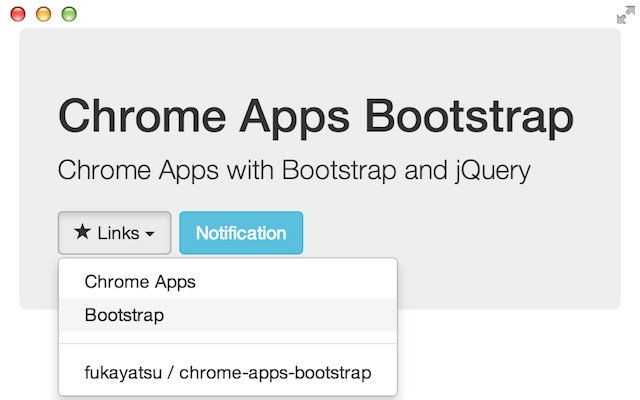 Chrome Apps Bootstrap
Chrome Apps with Bootstrap and jQuery
Links Notification
Chrome Apps
Bootstrap
fukayatsu / chrome-apps-bootstrap